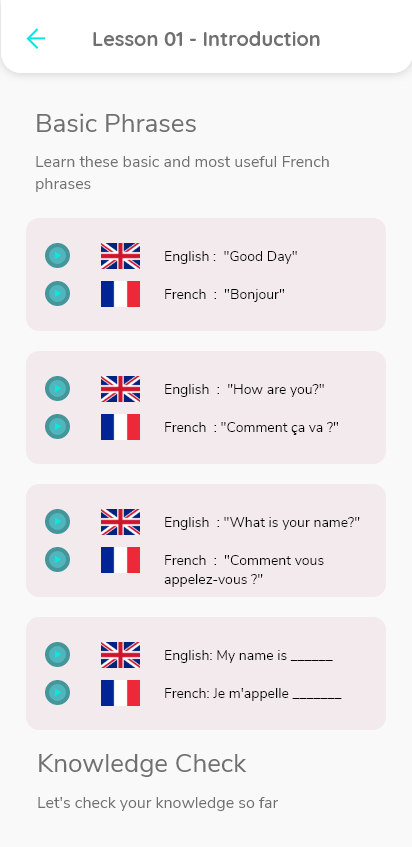 Lesson 01 - Introduction
Basic Phrases
Learn these basic and most useful French
phrases
English :  "Good Day"
French  :  "Bonjour"
English  :  "How are you?"
French  : "Comment ça va ?"
English  : "What is your name?"
French  :  "Comment vous
appelez-vous ?"
English: My name is ______
French: Je m'appelle _______
Knowledge Check
Let's check your knowledge so far